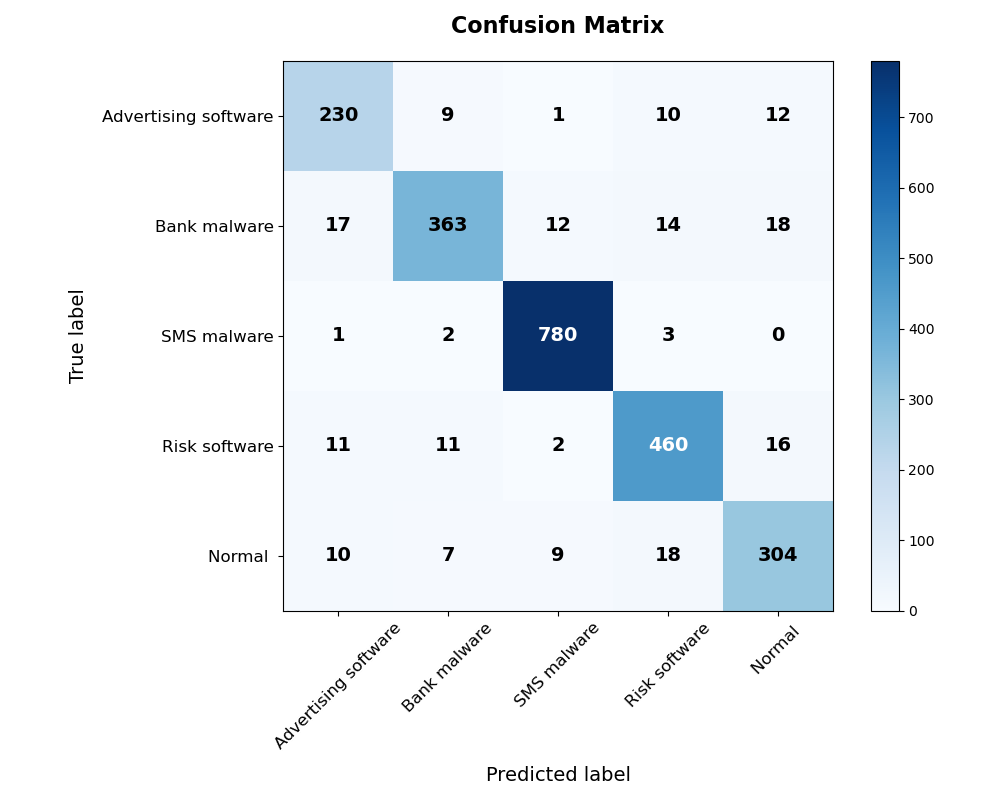 Confusion Matrix
True label
Advertising software 230 9 1 10 12
Bank malware 17 363 12 14 18
SMS malware 1 2 780 3 0
Risk software 11 11 2 460 16
Normal 10 7 9 18 304
Advertising software
Bank malware
SMS malware
Risk software
Normal
Predicted label
700
600
500
400
300
200
100
0